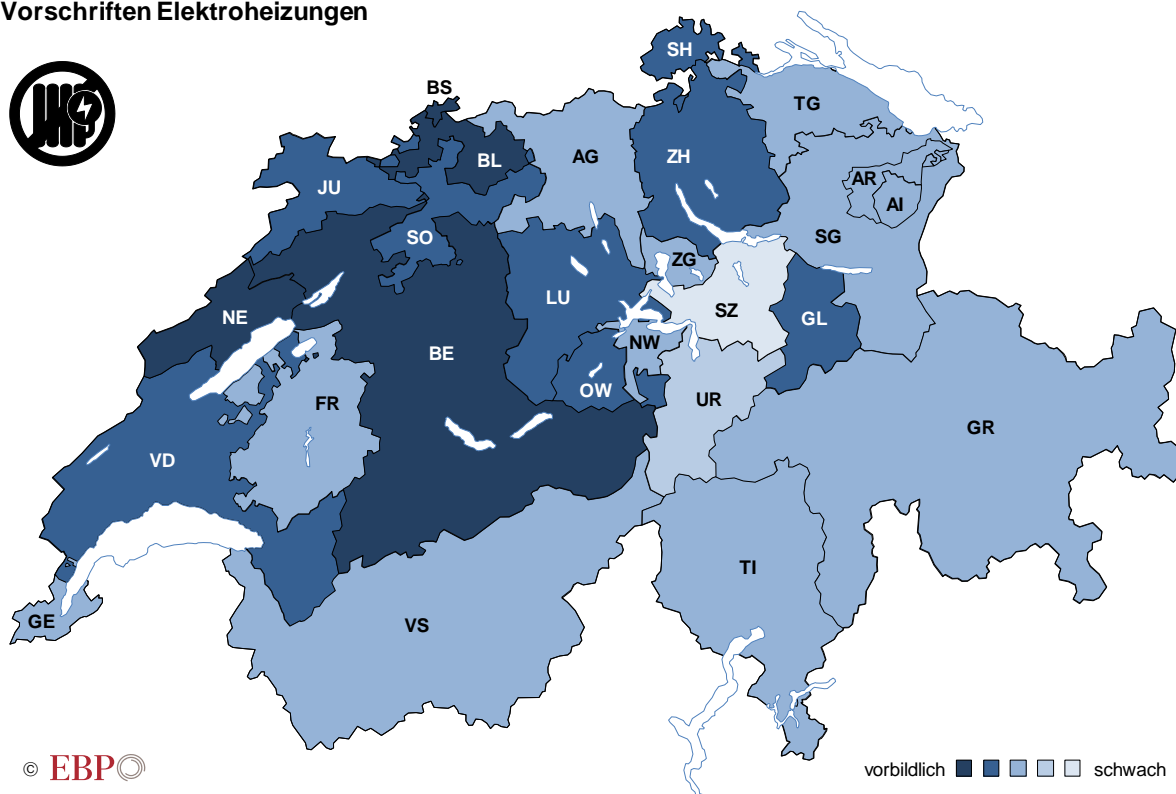 Vorschriften Elektroheizungen
SH
BS
TG
BL
AG
ZH
JU
AR
AI
SO
SG
ZG
LU
SZ
NE
GL
BE
NW
OW
FR
UR
GR
VD
TI
GE
VS
© EBP
vorbildlich schwach